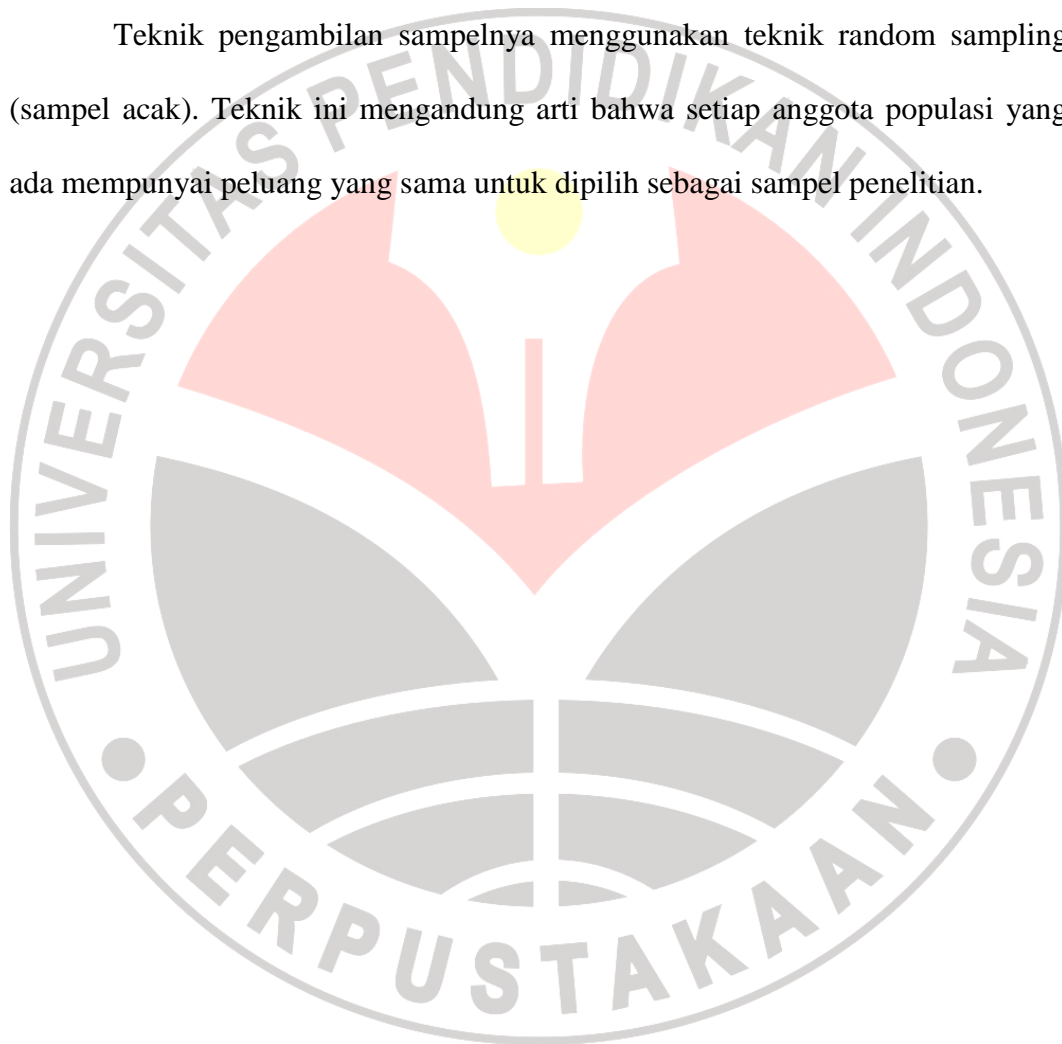 Teknik pengambilan sampelnya menggunakan teknik random sampling
(sampel acak). Teknik ini mengandung arti bahwa setiap anggota populasi yang
ada mempunyai peluang yang sama untuk dipilih sebagai sampel penelitian.
UNIVERSITAS PENDIDIKAN INDONESIA
PERPUSTAKAAN